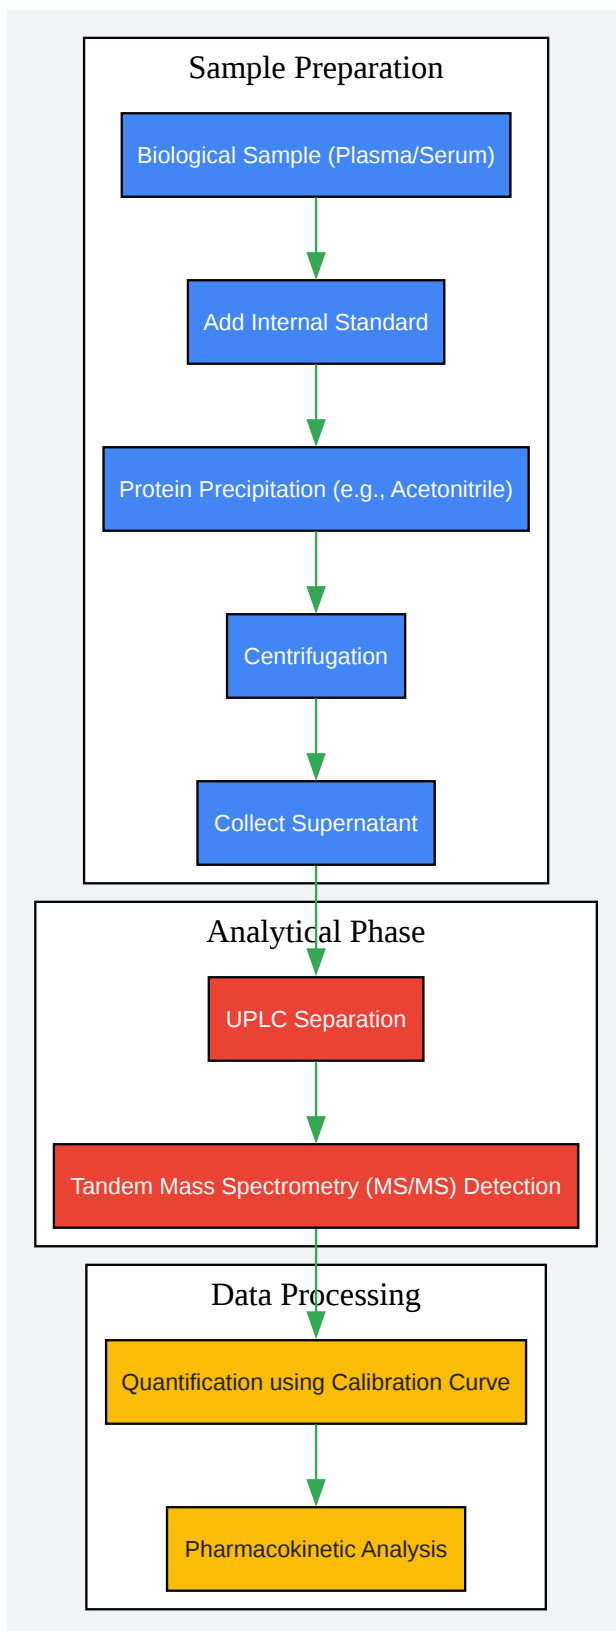 Sample Preparation
Biological Sample (Plasma/Serum)
Add Internal Standard
Protein Precipitation (e.g., Acetonitrile)
Centrifugation
Collect Supernatant
Analytical Phase
UPLC Separation
Tandem Mass Spectrometry (MS/MS) Detection
Data Processing
Quantification using Calibration Curve
Pharmacokinetic Analysis